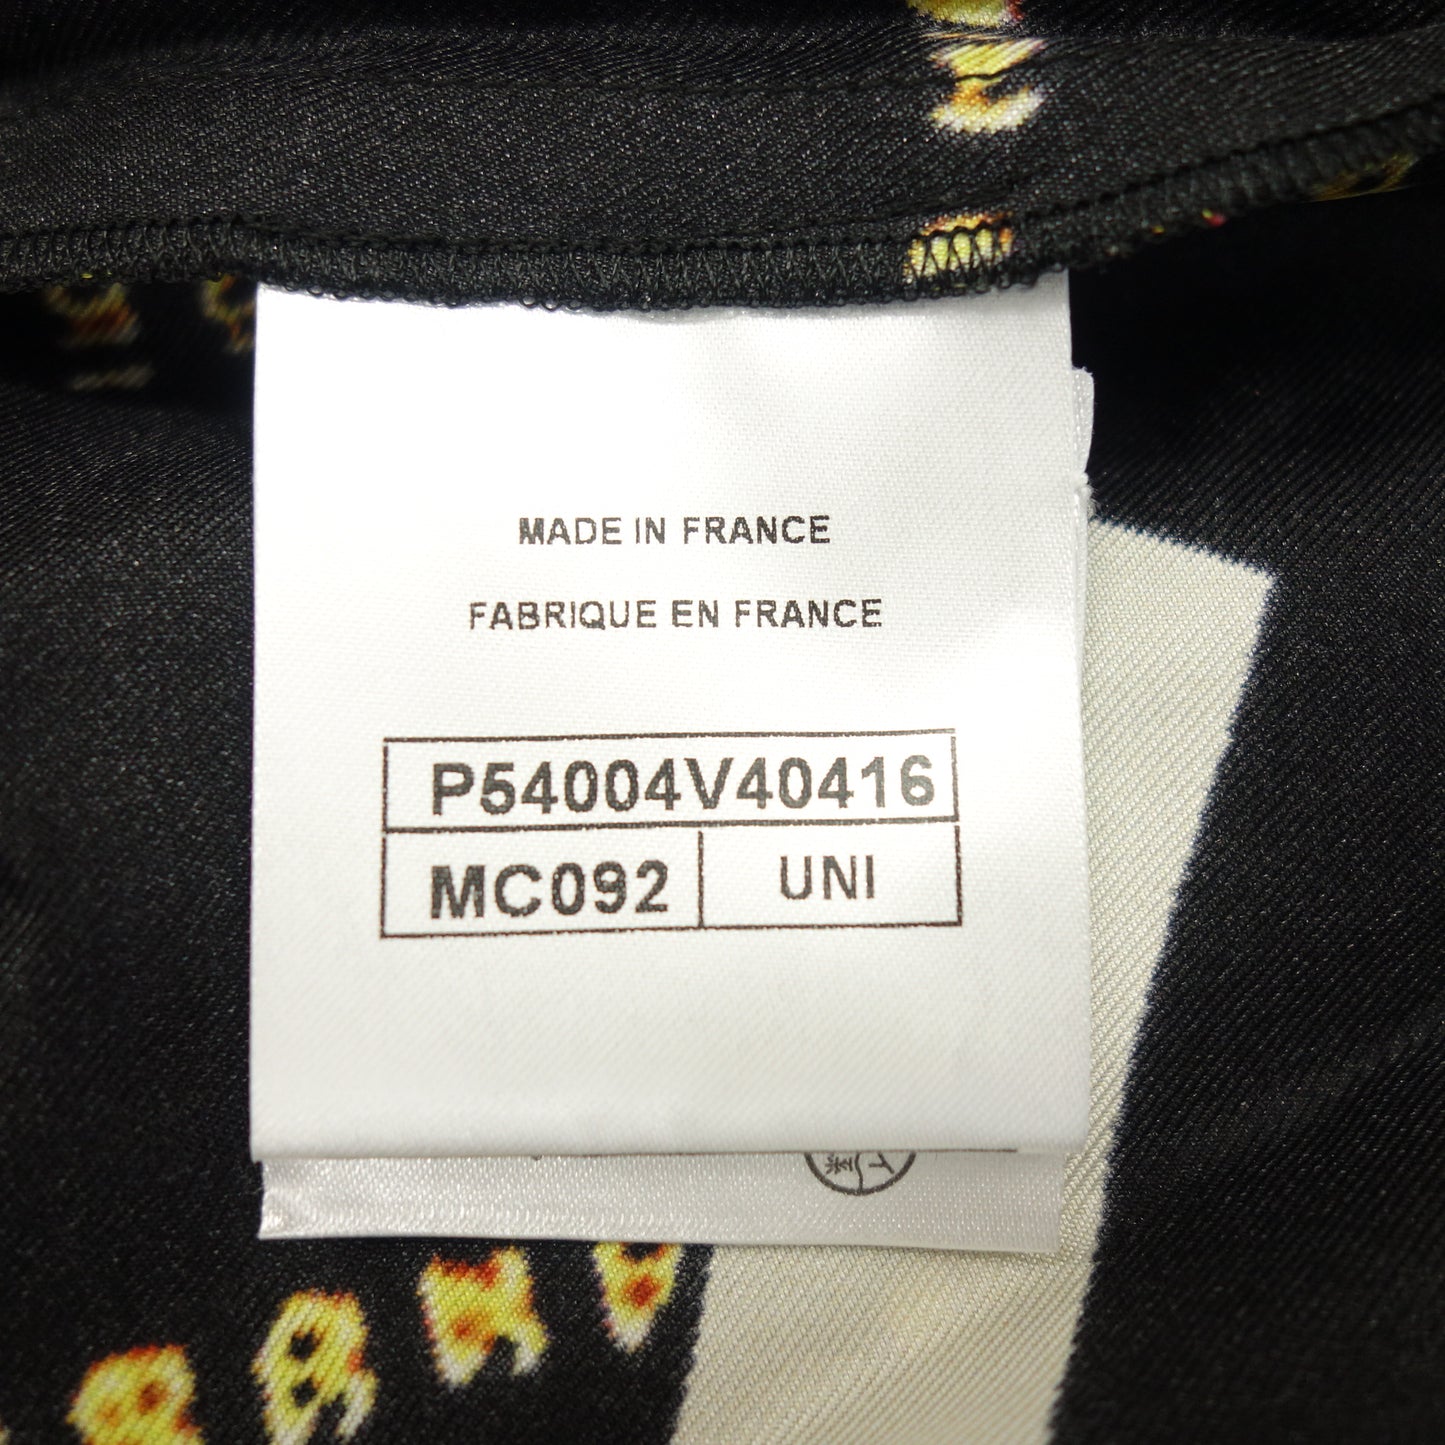 MADE IN FRANCE
FABRIQUE EN FRANCE
P54004V40416
MC092 UNI